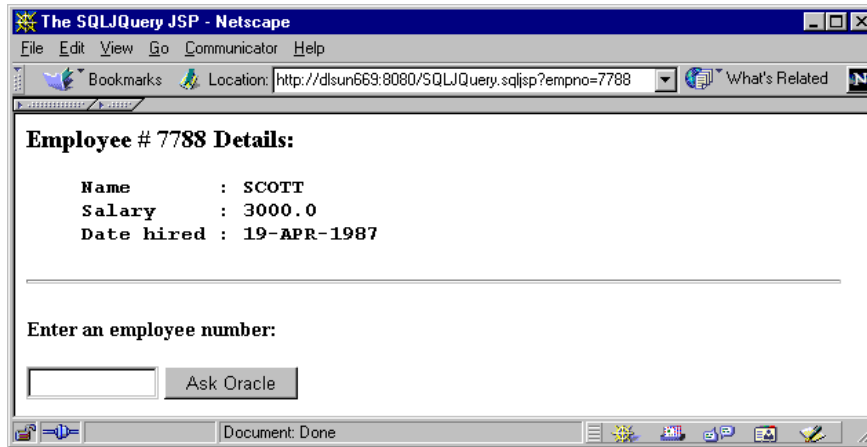 The SQLJQuery JSP - Netscape
File Edit View Go Communicator Help
Bookmarks Location: http://dlsun669:8080/SQLJQuery.sqljsp?empno=7788 What's Related N
Employee # 7788 Details:
Name : SCOTT
Salary : 3000.0
Date hired : 19-APR-1987
Enter an employee number:
Ask Oracle
Document: Done